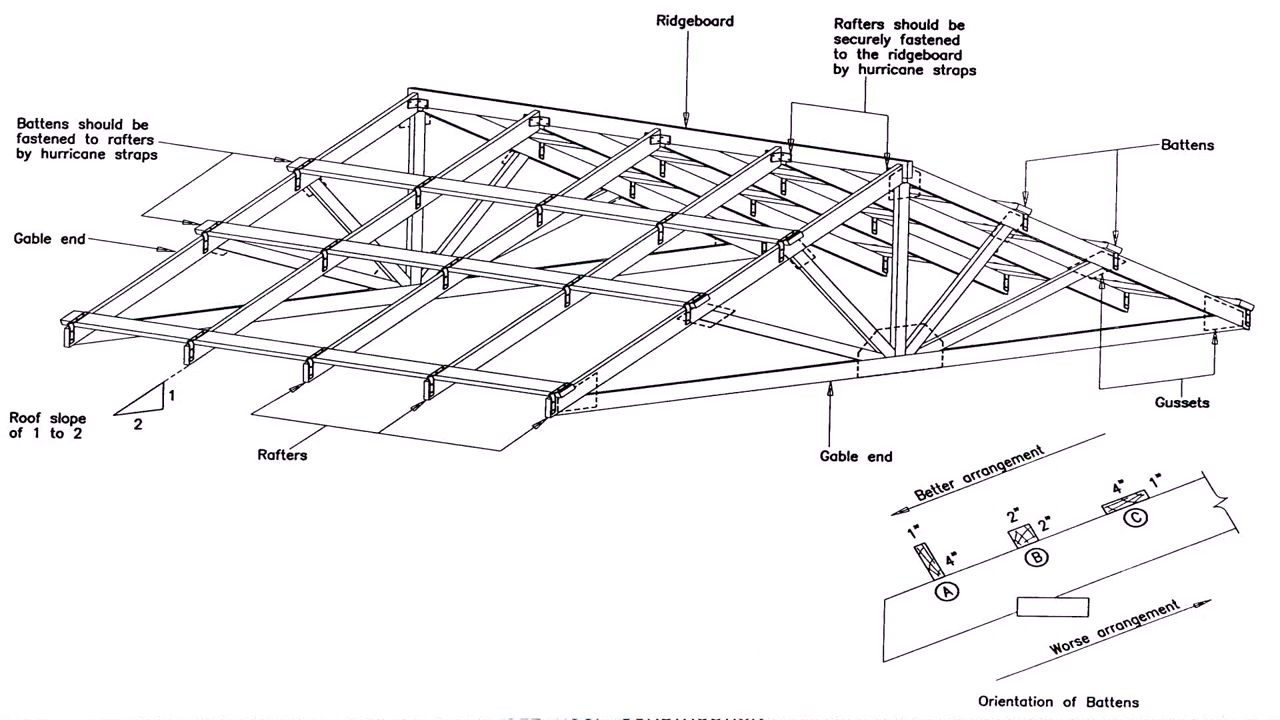 Ridgeboard
Rafters should be
securely fastened
to the ridgeboard
by hurricane straps
Battens should be
fastened to rafters
by hurricane straps
Battens
Gable end
Roof slope
of 1 to 2
1
2
Rafters
Gable end
Gussets
Better arrangement
1"
4"
A
2"
2"
B
4"
1"
C
Worse arrangement
Orientation of Battens